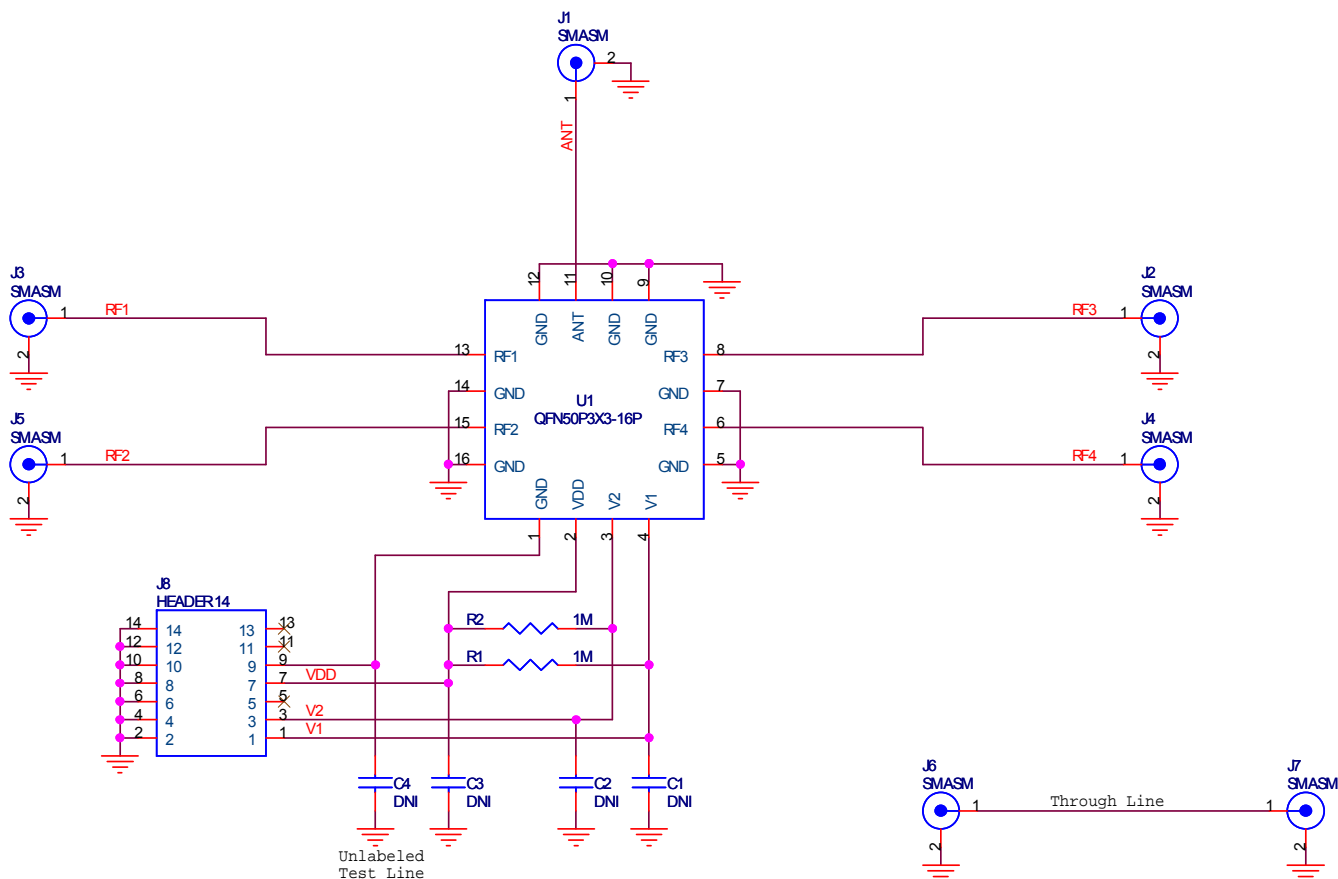 J1
SMASM
2
1
ANT
J3
SMASM
1
RF1
2
J2
SMASM
RF3
1
2
12
11
10
9
GND
ANT
GND
GND
13
RF1
RF3
8
14
GND
GND
7
U1
QFN50P3X3-16P
15
RF2
RF4
6
16
GND
GND
5
GND
VDD
V2
V1
1
2
3
4
J5
SMASM
1
RF2
2
J4
SMASM
RF4
1
2
J8
HEADER 14
14
14
13
13
12
12
11
11
10
10
9
9
8
8
7
7
VDD
6
6
5
5
4
4
3
3
V2
2
2
1
1
V1
R2
1M
R1
1M
C4
DNI
C3
DNI
C2
DNI
C1
DNI
Unlabeled
Test Line
J6
SMASM
1
Through Line
2
J7
SMASM
1
2